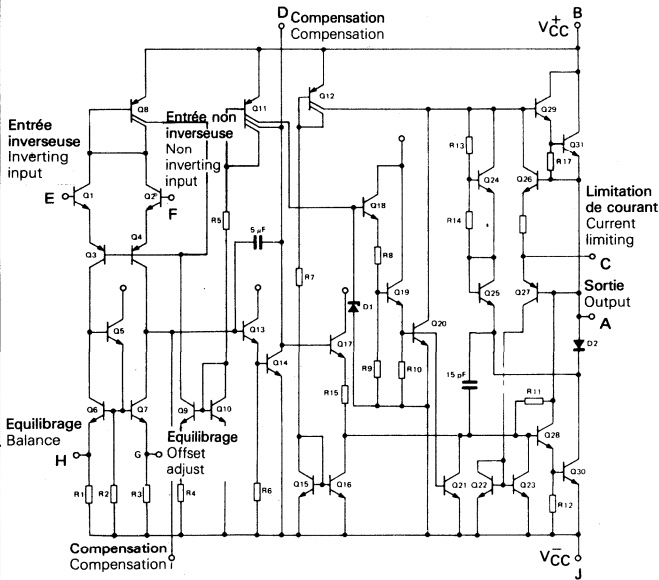 D
Compensation
Compensation
B
V+CC
Q8
Q11
Q12
Q29
Entrée
inverseuse
Inverting
input
Entrée non
inverseuse
Non
inverting
input
R13
Q31
R17
Q1
Q2
E
F
Q24
Q26
Q18
Limitation
de courant
Current
limiting
R5
R14
Q3
Q4
5 µF
R8
C
R7
Q19
Q25
Q27
Sortie
Output
D1
A
Q5
Q13
Q20
Q17
Q14
D2
R9
R10
15 pF
R15
R11
Q6
Q7
Q9
Q10
Equilibrage
Balance
Equilibrage
Offset
adjust
Q28
H
G
Q30
Q15
Q16
Q21
Q22
Q23
R1
R2
R3
R4
R6
R12
Compensation
Compensation
V−CC
J